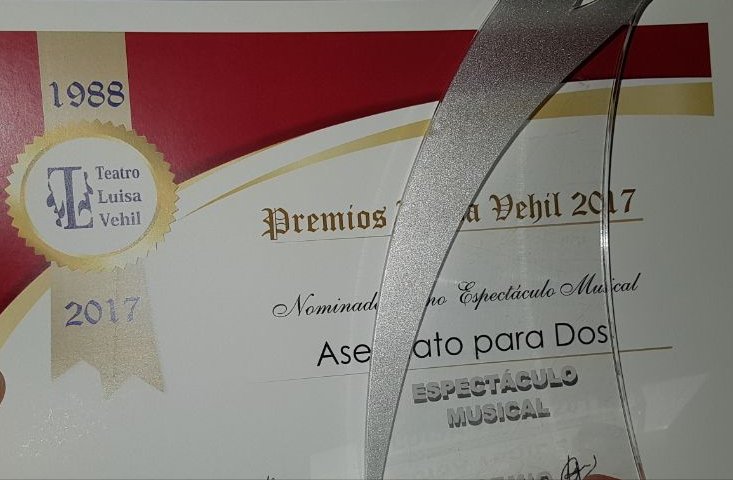 1988
Teatro
Luisa
Vehil
2017
Premios Vehil 2017
Espectáculo Musical
para Dos
ESPECTÁCULO
MUSICAL